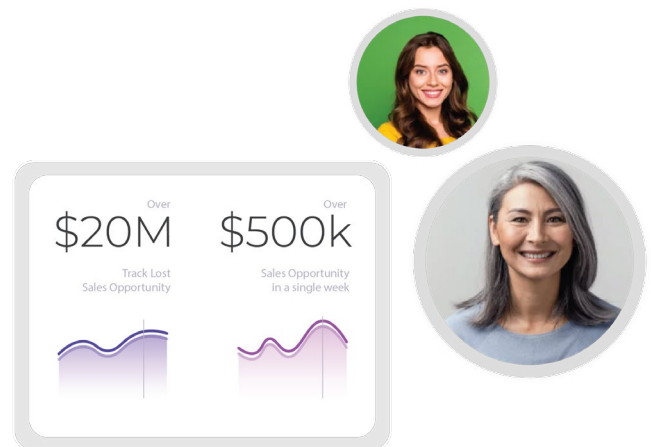 Over
$20M
Track Lost
Sales Opportunity
Over
$500k
Sales Opportunity
in a single week